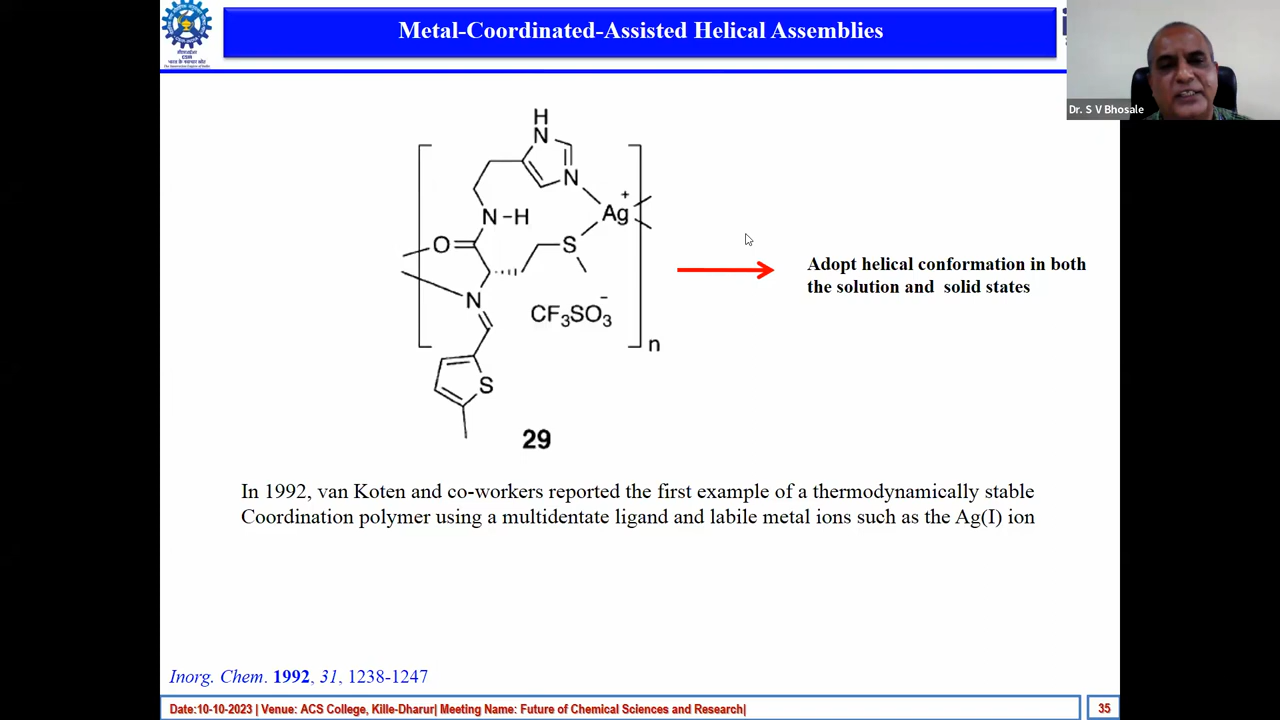 Metal-Coordinated-Assisted Helical Assemblies
CSIR
Dr. S V Bhosale
H
N
N
Ag
+
N-H
O
S
N
CF3SO3
−
n
S
29
Adopt helical conformation in both
the solution and solid states
In 1992, van Koten and co-workers reported the first example of a thermodynamically stable
Coordination polymer using a multidentate ligand and labile metal ions such as the Ag(I) ion
Inorg. Chem. 1992, 31, 1238-1247
Date:10-10-2023 | Venue: ACS College, Kille-Dharur| Meeting Name: Future of Chemical Sciences and Research|
35